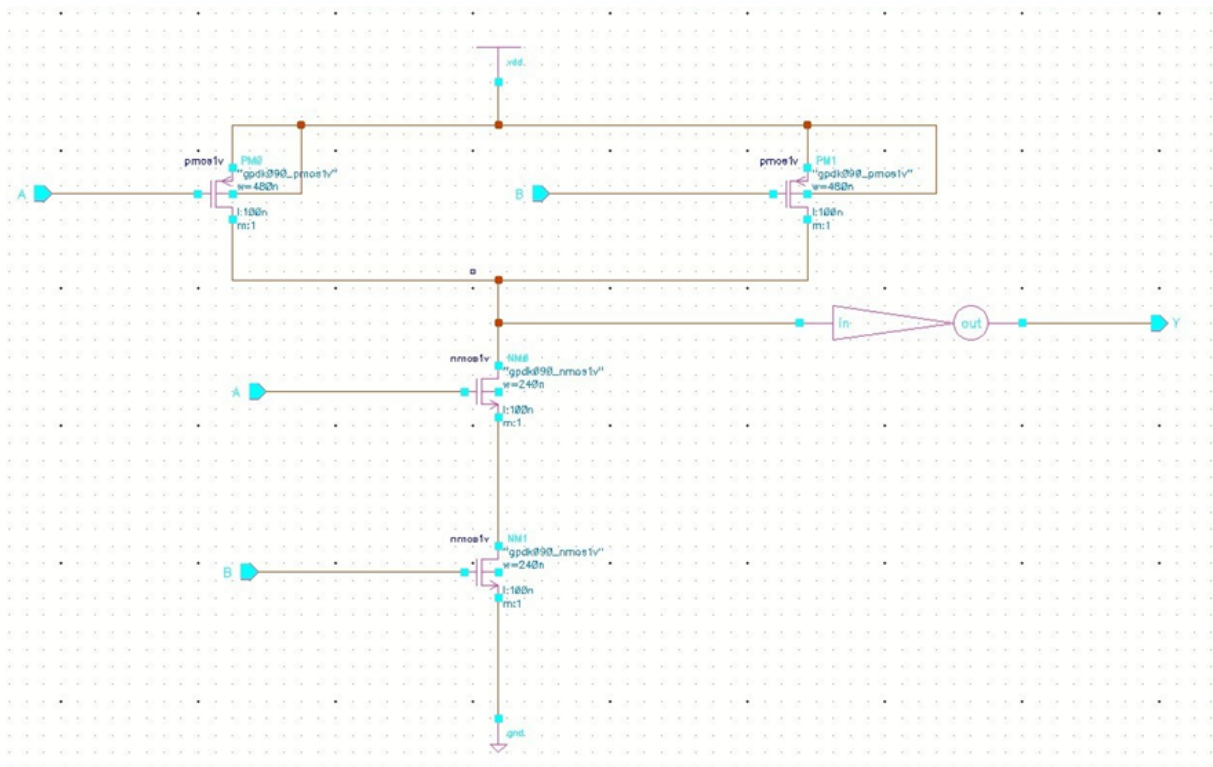 vdd
pmos1v PM0
"gpdk090_pmos1v"
A
w=480n
l:100n
m:1
pmos1v PM1
"gpdk090_pmos1v"
B
w=480n
l:100n
m:1
in
out
Y
nmos1v NM0
"gpdk090_nmos1v"
w=240n
A
l:100n
m:1
nmos1v NM1
"gpdk090_nmos1v"
w=240n
B
l:100n
m:1
gnd